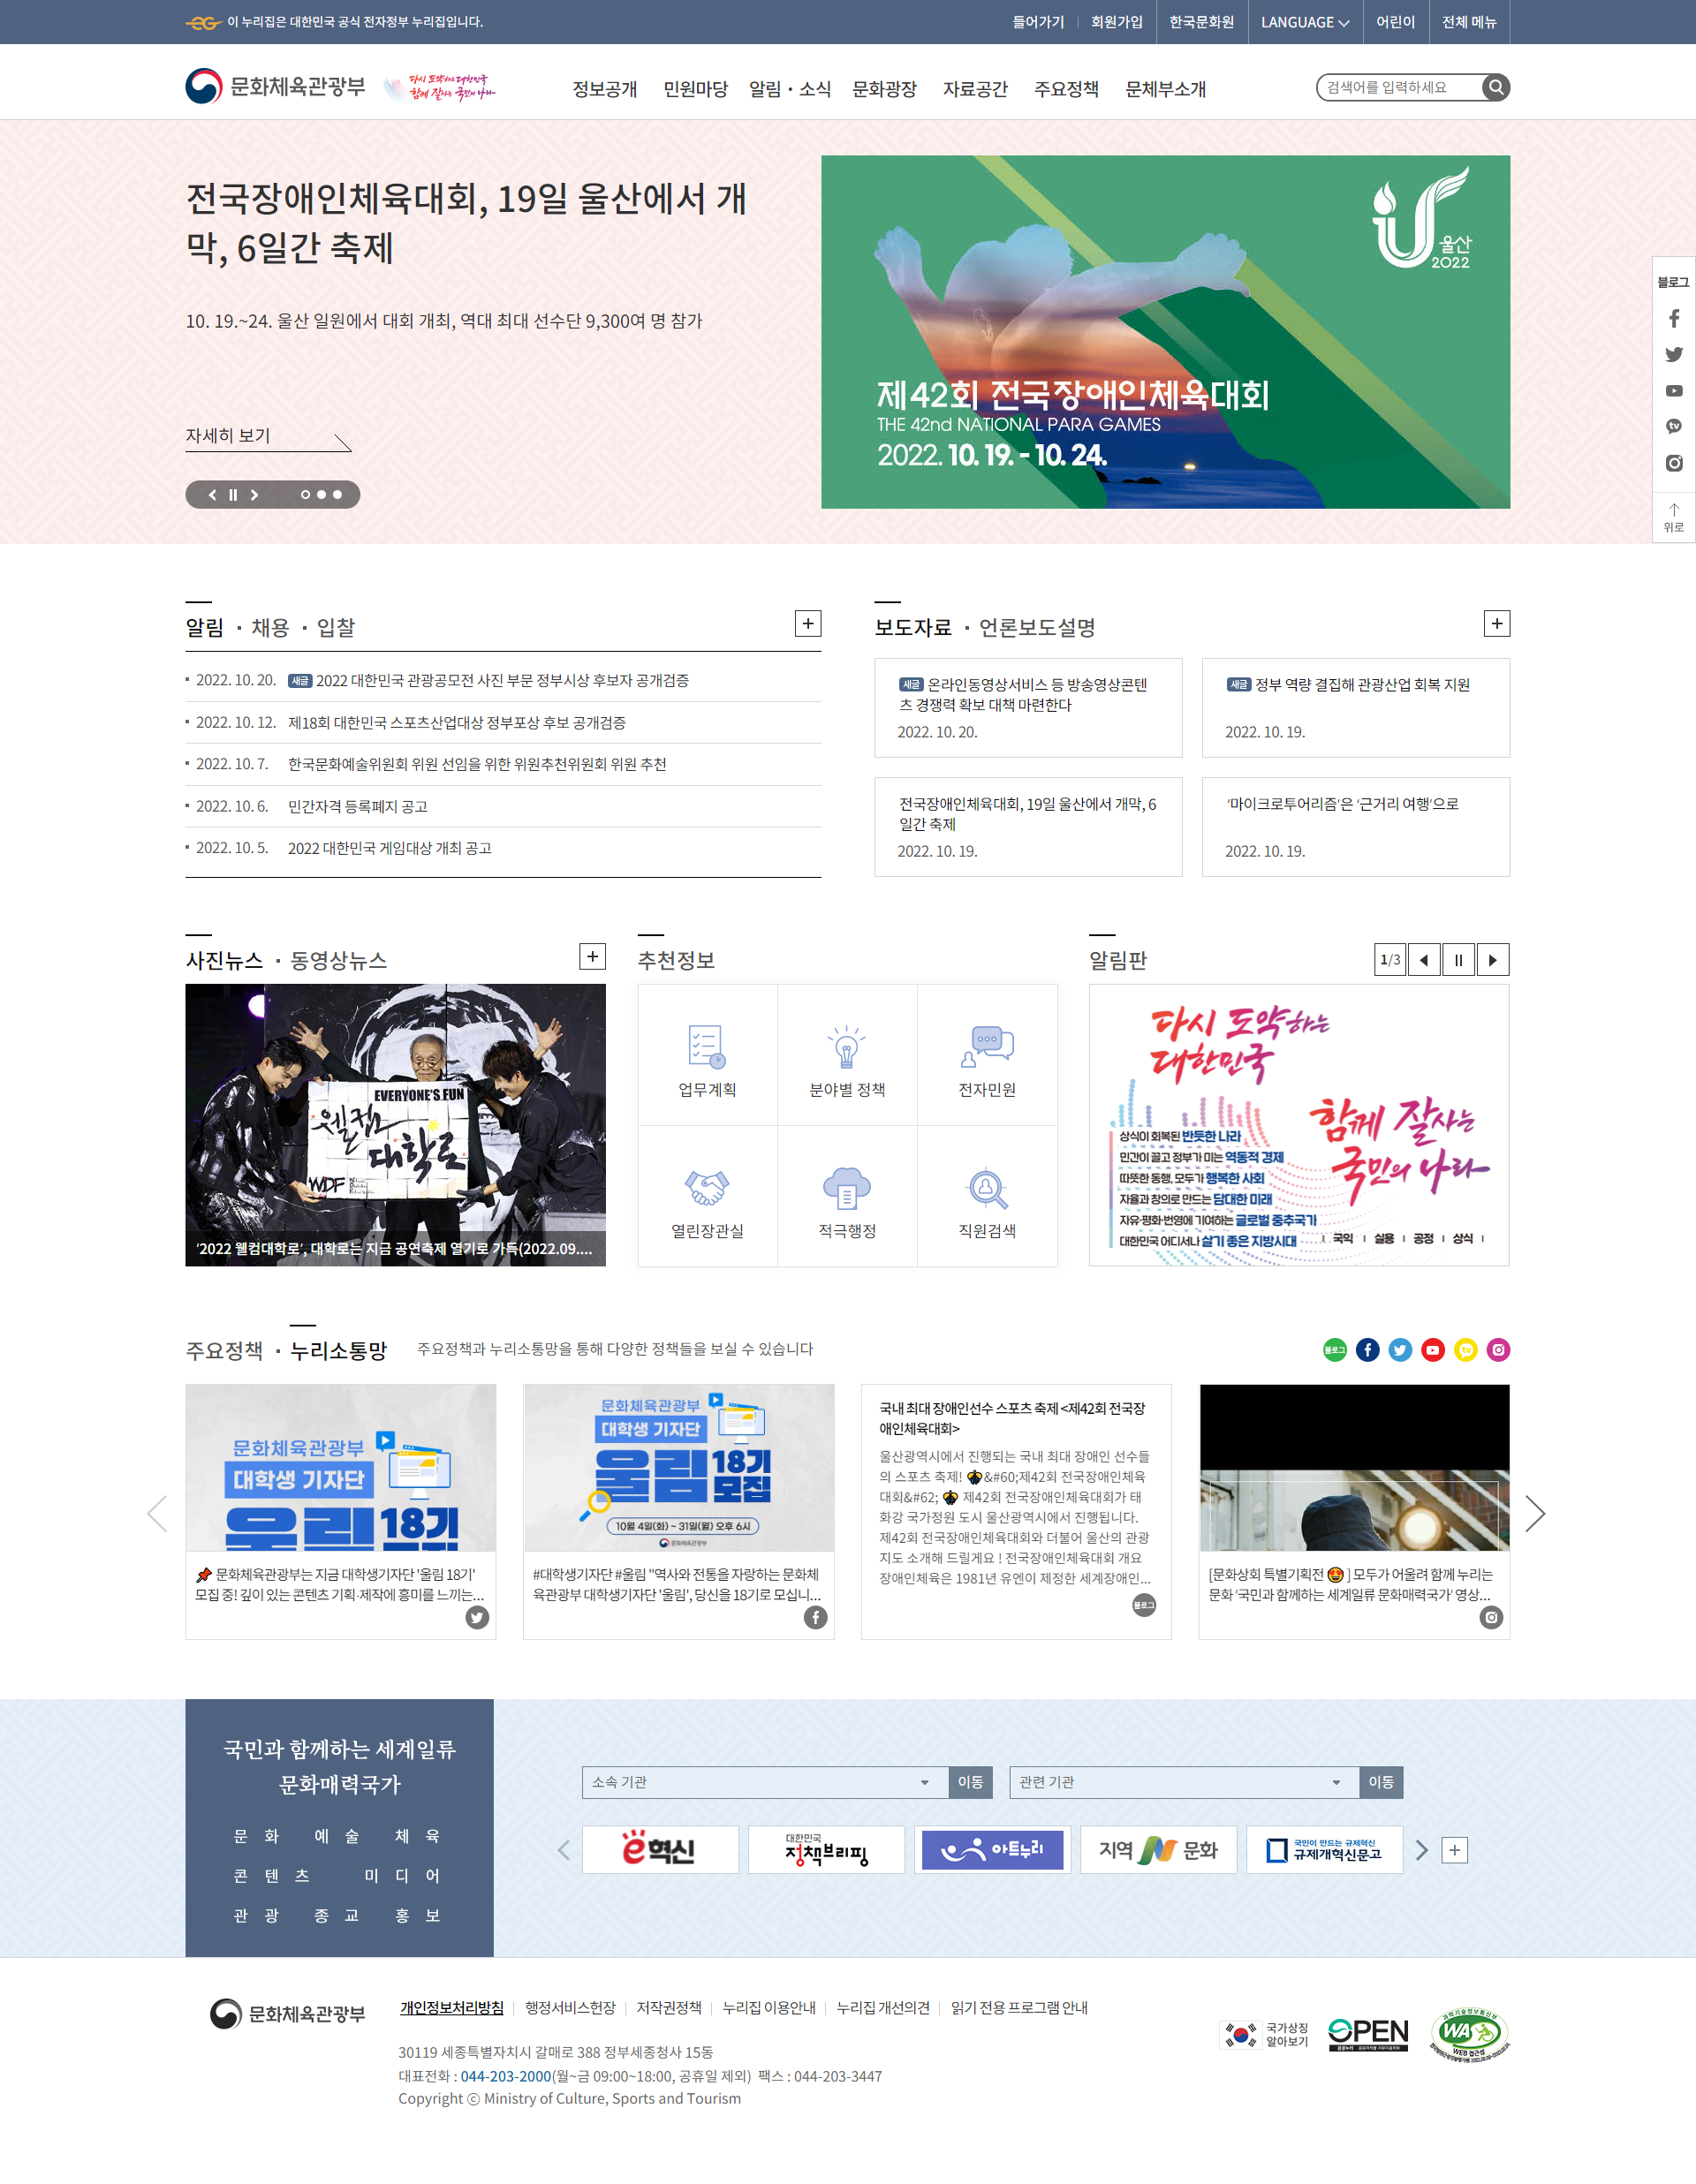 이 누리집은 대한민국 공식 전자정부 누리집입니다.
들어가기 회원가입 한국문화원 LANGUAGE 어린이 전체 메뉴
문화체육관광부
다시 도약하는 대한민국
함께 잘사는 국민의 나라
정보공개 민원마당 알림·소식 문화광장 자료공간 주요정책 문체부소개
검색어를 입력하세요
전국장애인체육대회, 19일 울산에서 개
막, 6일간 축제
10. 19.~24. 울산 일원에서 대회 개최, 역대 최대 선수단 9,300여 명 참가
자세히 보기
울산
2022
제42회 전국장애인체육대회
THE 42nd NATIONAL PARA GAMES
2022. 10. 19. - 10. 24.
블로그
tv
위로
알림 · 채용 · 입찰
2022. 10. 20. 새글 2022 대한민국 관광공모전 사진 부문 정부시상 후보자 공개검증
2022. 10. 12. 제18회 대한민국 스포츠산업대상 정부포상 후보 공개검증
2022. 10. 7. 한국문화예술위원회 위원 선임을 위한 위원추천위원회 위원 추천
2022. 10. 6. 민간자격 등록폐지 공고
2022. 10. 5. 2022 대한민국 게임대상 개최 공고
보도자료 · 언론보도설명
새글 온라인동영상서비스 등 방송영상콘텐
츠 경쟁력 확보 대책 마련한다
2022. 10. 20.
새글 정부 역량 결집해 관광산업 회복 지원
2022. 10. 19.
전국장애인체육대회, 19일 울산에서 개막, 6
일간 축제
2022. 10. 19.
‘마이크로투어리즘’은 ‘근거리 여행’으로
2022. 10. 19.
사진뉴스 · 동영상뉴스
EVERYONE'S FUN
웰컴
대학로
WDF
'2022 웰컴대학로', 대학로는 지금 공연축제 열기로 가득(2022.09....
추천정보
업무계획 분야별 정책 전자민원
열린장관실 적극행정 직원검색
알림판
1/3
다시 도약하는
대한민국
함께 잘사는
국민의 나라
상식이 회복된 반듯한 나라
민간이 끌고 정부가 미는 역동적 경제
따뜻한 동행, 모두가 행복한 사회
자율과 창의로 만드는 담대한 미래
자유·평화·번영에 기여하는 글로벌 중추국가
대한민국 어디서나 살기 좋은 지방시대
국익 실용 공정 상식
주요정책 · 누리소통망
주요정책과 누리소통망을 통해 다양한 정책들을 보실 수 있습니다
블로그
tv
문화체육관광부
대학생 기자단
울림 18기
📌 문화체육관광부는 지금 대학생기자단 '울림 18기'
모집 중! 깊이 있는 콘텐츠 기획·제작에 흥미를 느끼는...
문화체육관광부
대학생 기자단
울림 18기
모집
10월 4일(화) ~ 31일(월) 오후 6시
문화체육관광부
#대학생기자단 #울림 "역사와 전통을 자랑하는 문화체
육관광부 대학생기자단 '울림', 당신을 18기로 모십니...
국내 최대 장애인선수 스포츠 축제 <제42회 전국장
애인체육대회>
울산광역시에서 진행되는 국내 최대 장애인 선수들
의 스포츠 축제! &#60;제42회 전국장애인체육
대회&#62; 제42회 전국장애인체육대회가 태
화강 국가정원 도시 울산광역시에서 진행됩니다.
제42회 전국장애인체육대회와 더불어 울산의 관광
지도 소개해 드릴게요 ! 전국장애인체육대회 개요
장애인체육은 1981년 유엔이 제정한 세계장애인...
블로그
[문화상회 특별기획전 🤩 ] 모두가 어울려 함께 누리는
문화 ‘국민과 함께하는 세계일류 문화매력국가’ 영상...
국민과 함께하는 세계일류
문화매력국가
문화 예술 체육
콘텐츠 미디어
관광 종교 홍보
소속 기관 이동
관련 기관 이동
e혁신
대한민국
정책브리핑
아트누리
지역 문화
국민이 만드는 규제혁신
규제개혁신문고
문화체육관광부
개인정보처리방침 행정서비스헌장 저작권정책 누리집 이용안내 누리집 개선의견 읽기 전용 프로그램 안내
30119 세종특별자치시 갈매로 388 정부세종청사 15동
대표전화 : 044-203-2000(월~금 09:00~18:00, 공휴일 제외) 팩스 : 044-203-3447
Copyright ⓒ Ministry of Culture, Sports and Tourism
국가상징
알아보기
OPEN
과학기술정보통신부
WA
WEB 접근성